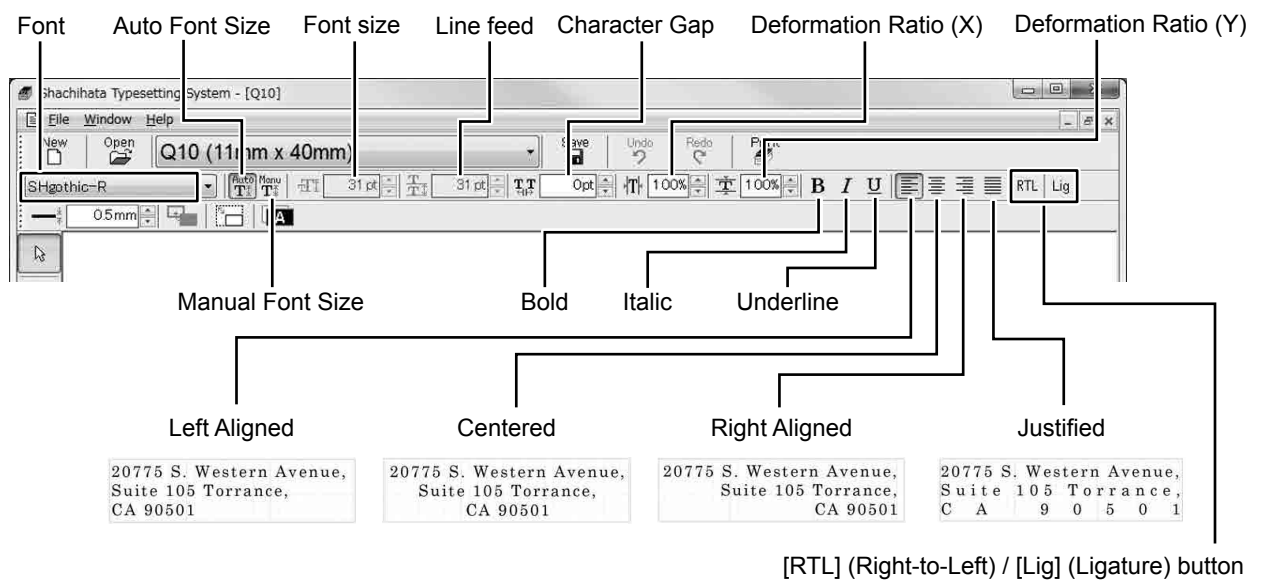 Font Auto Font Size Font size Line feed Character Gap Deformation Ratio (X) Deformation Ratio (Y)
Shachihata Typesetting System - [Q10]
File Window Help
New Open Q10 (11mm x 40mm) Save Undo Redo Print
SHgothic-R Auto Manu 31 pt 31 pt 0pt 100% 100% B I U RTL Lig
0.5mm A
Manual Font Size Bold Italic Underline
Left Aligned Centered Right Aligned Justified
20775 S. Western Avenue,
Suite 105 Torrance,
CA 90501
20775 S. Western Avenue,
Suite 105 Torrance,
CA 90501
20775 S. Western Avenue,
Suite 105 Torrance,
CA 90501
20775 S. Western Avenue,
Suite 105 Torrance,
C A 9 0 5 0 1
[RTL] (Right-to-Left) / [Lig] (Ligature) button